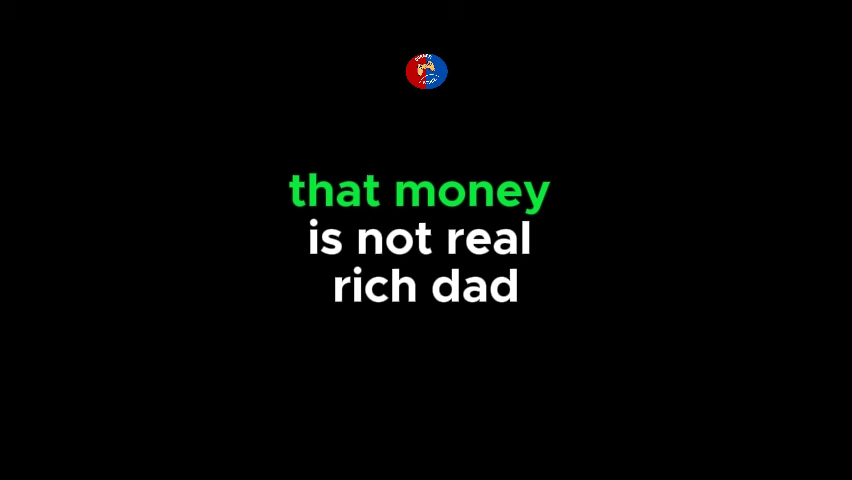 that money
is not real
rich dad